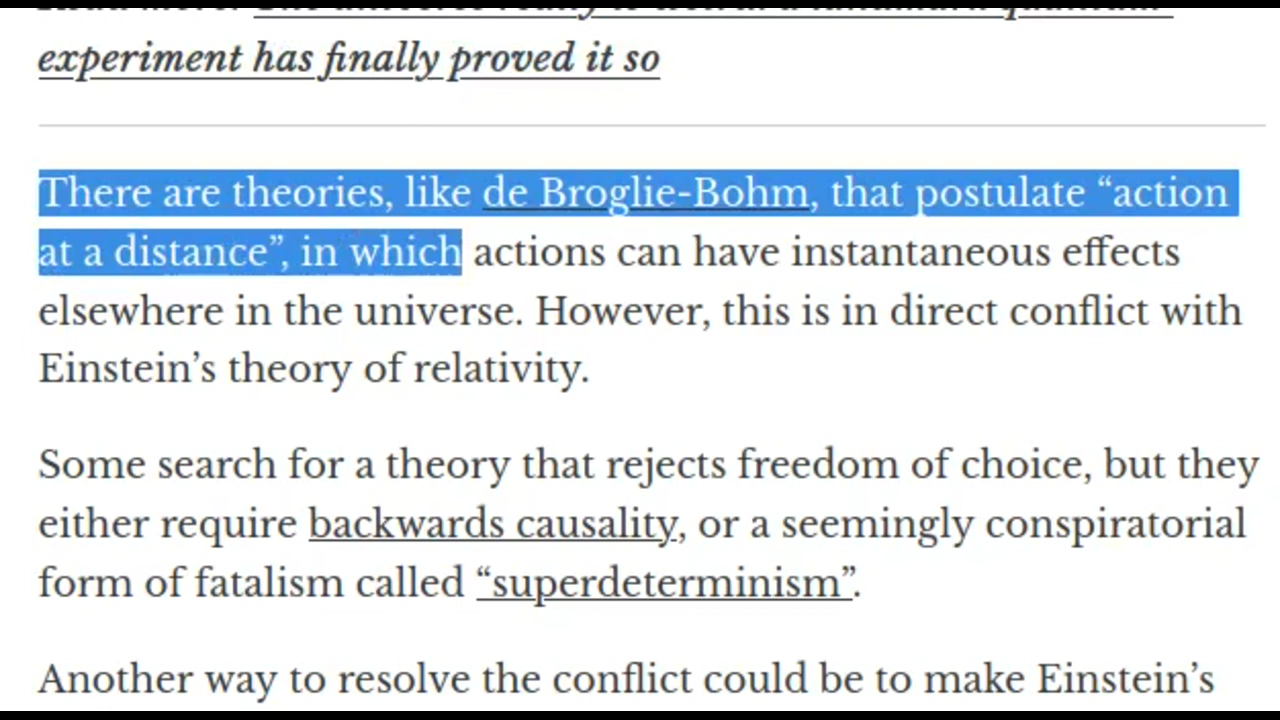 experiment has finally proved it so
There are theories, like de Broglie-Bohm, that postulate “action
at a distance”, in which actions can have instantaneous effects
elsewhere in the universe. However, this is in direct conflict with
Einstein’s theory of relativity.
Some search for a theory that rejects freedom of choice, but they
either require backwards causality, or a seemingly conspiratorial
form of fatalism called “superdeterminism”.
Another way to resolve the conflict could be to make Einstein’s